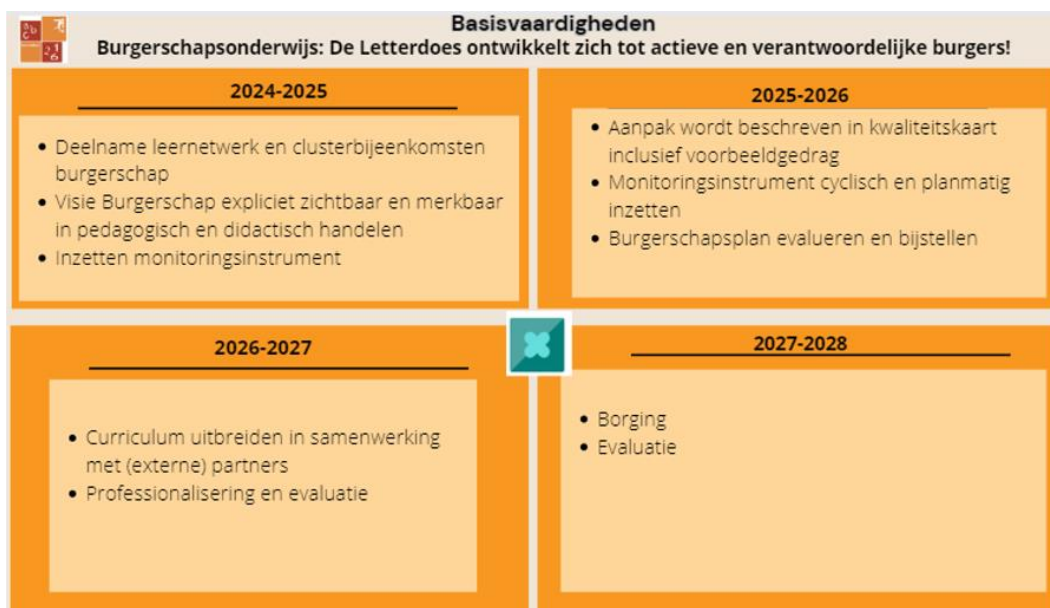 Basisvaardigheden
Burgerschapsonderwijs: De Letterdoes ontwikkelt zich tot actieve en verantwoordelijke burgers!
2024-2025
• Deelname leernetwerk en clusterbijeenkomsten
burgerschap
• Visie Burgerschap expliciet zichtbaar en merkbaar
in pedagogisch en didactisch handelen
• Inzetten monitoringsinstrument
2025-2026
• Aanpak wordt beschreven in kwaliteitskaart
inclusief voorbeeldgedrag
• Monitoringsinstrument cyclisch en planmatig
inzetten
• Burgerschapsplan evalueren en bijstellen
2026-2027
• Curriculum uitbreiden in samenwerking
met (externe) partners
• Professionalisering en evaluatie
2027-2028
• Borging
• Evaluatie